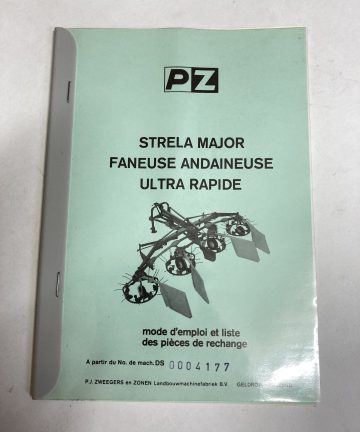 PZ
STRELA MAJOR
FANEUSE ANDAINEUSE
ULTRA RAPIDE
mode d'emploi et liste
des pièces de rechange
A partir du No. de mach. DS 0004177
P.J. ZWEEGERS en ZONEN Landbouwmachinefabriek B.V.